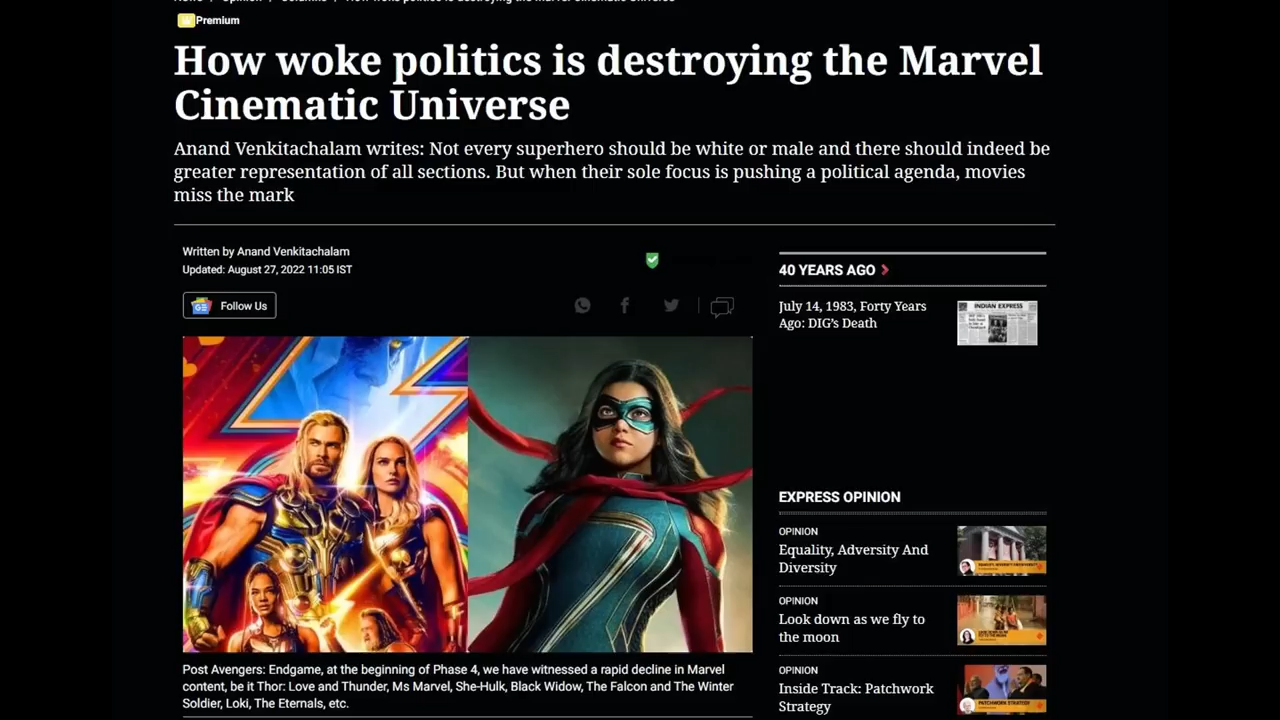 Premium
How woke politics is destroying the Marvel
Cinematic Universe
Anand Venkitachalam writes: Not every superhero should be white or male and there should indeed be
greater representation of all sections. But when their sole focus is pushing a political agenda, movies
miss the mark
Written by Anand Venkitachalam
Updated: August 27, 2022 11:05 IST
Follow Us
40 YEARS AGO
July 14, 1983, Forty Years
Ago: DIG's Death
INDIAN EXPRESS
EXPRESS OPINION
OPINION
Equality, Adversity And
Diversity
OPINION
Look down as we fly to
the moon
OPINION
Inside Track: Patchwork
Strategy
Post Avengers: Endgame, at the beginning of Phase 4, we have witnessed a rapid decline in Marvel
content, be it Thor: Love and Thunder, Ms Marvel, She-Hulk, Black Widow, The Falcon and The Winter
Soldier, Loki, The Eternals, etc.